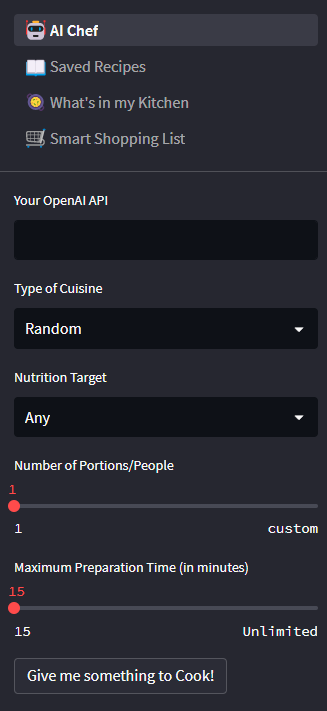 AI Chef
Saved Recipes
What's in my Kitchen
Smart Shopping List
Your OpenAI API
Type of Cuisine
Random
Nutrition Target
Any
Number of Portions/People
1
1 custom
Maximum Preparation Time (in minutes)
15
15 Unlimited
Give me something to Cook!